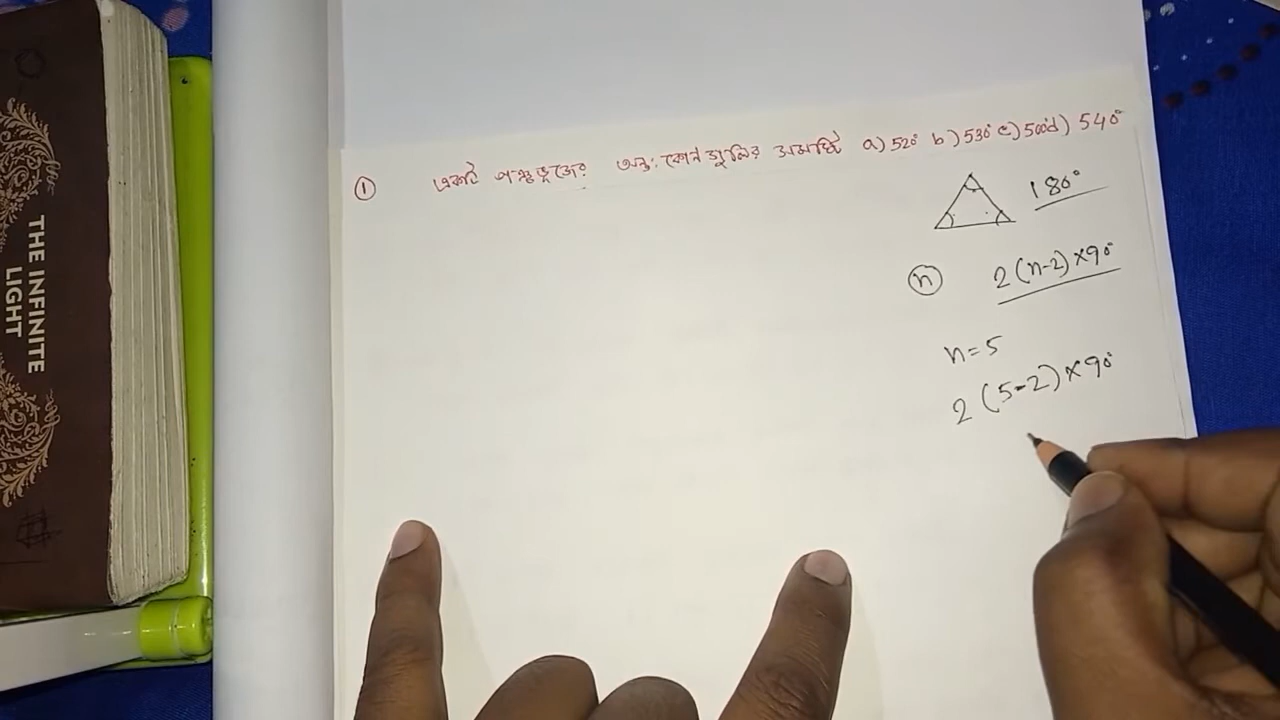 THE INFINITE
LIGHT
① একটি পঞ্চভূজের অন্তঃকোণ গুলির সমষ্টি a) 520° b) 530° c) 500° d) 540°
180°
n 2(n-2)×90°
n=5
2(5-2)×90°